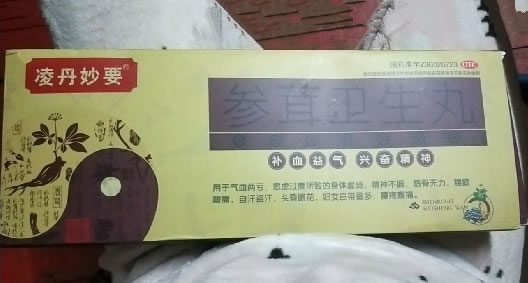 凌丹妙要®
国药准字Z36020723 OTC
参茸卫生丸
补血益气 兴奋精神
用于气血两亏、思虑过度所致的身体虚弱、精神不振、筋骨无力、腰膝
酸痛、自汗盗汗、头昏眼花、妇女白带量多、腰疼腹痛。
SHENRONG
WEISHENG WAN